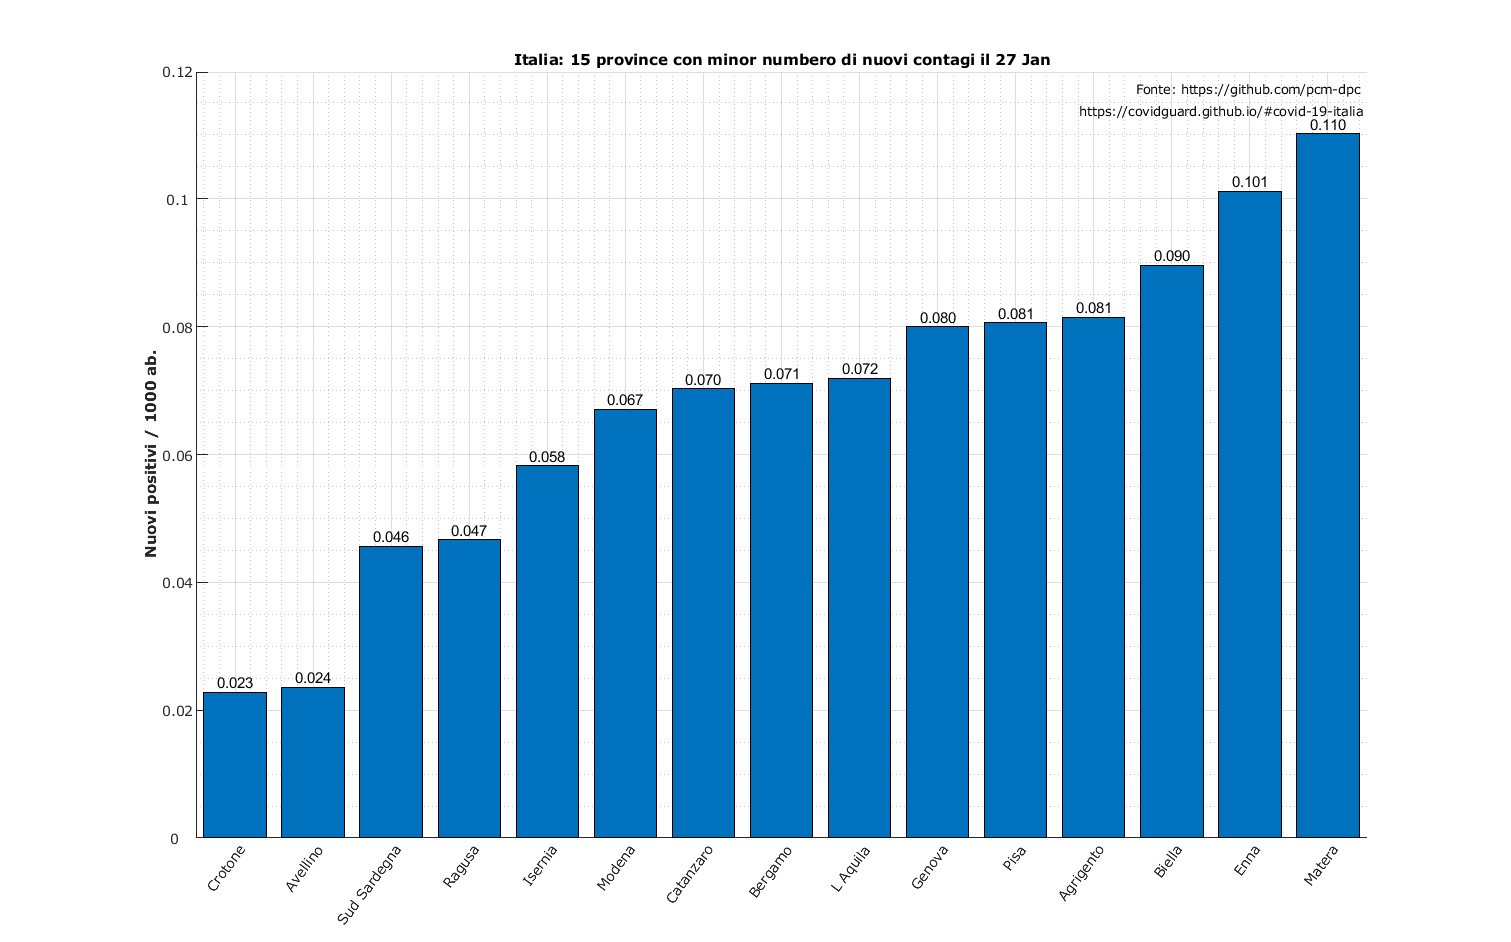 Italia: 15 province con minor numbero di nuovi contagi il 27 Jan
Fonte: https://github.com/pcm-dpc
https://covidguard.github.io/#covid-19-italia
Nuovi positivi / 1000 ab.
0.12
0.1
0.08
0.06
0.04
0.02
0
0.023
0.024
0.046
0.047
0.058
0.067
0.070
0.071
0.072
0.080
0.081
0.081
0.090
0.101
0.110
Crotone
Avellino
Sud Sardegna
Ragusa
Isernia
Modena
Catanzaro
Bergamo
L Aquila
Genova
Pisa
Agrigento
Biella
Enna
Matera